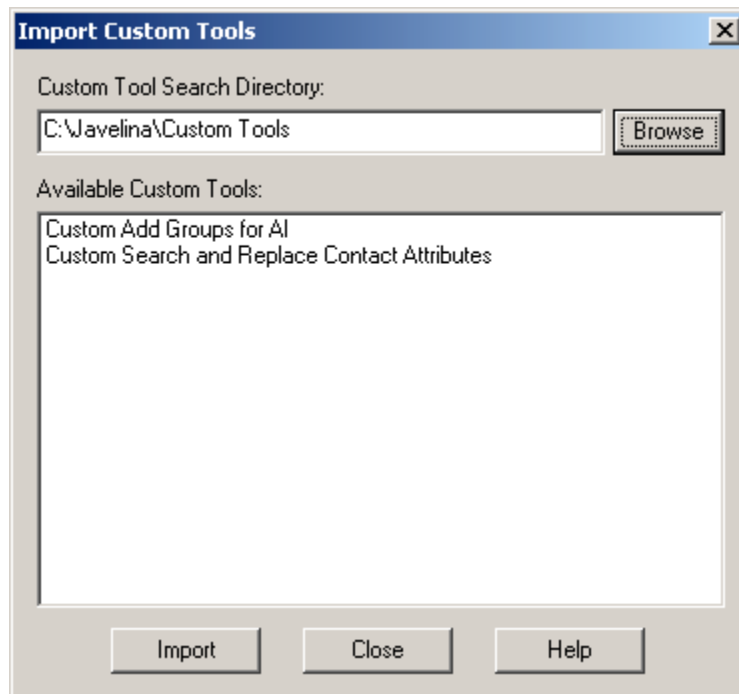 Import Custom Tools
Custom Tool Search Directory:
C:\Javelina\Custom Tools
Browse
Available Custom Tools:
Custom Add Groups for AI
Custom Search and Replace Contact Attributes
Import
Close
Help